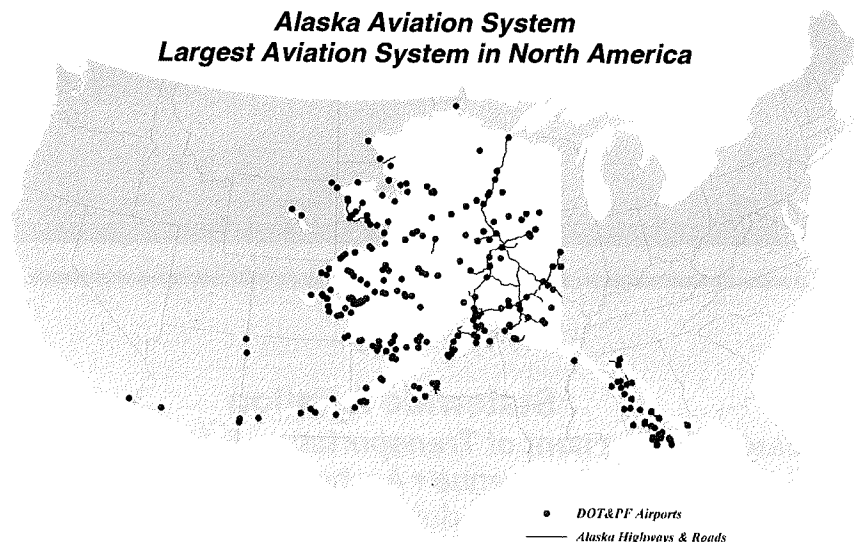 Alaska Aviation System
Largest Aviation System in North America
DOT&PF Airports
Alaska Highways & Roads